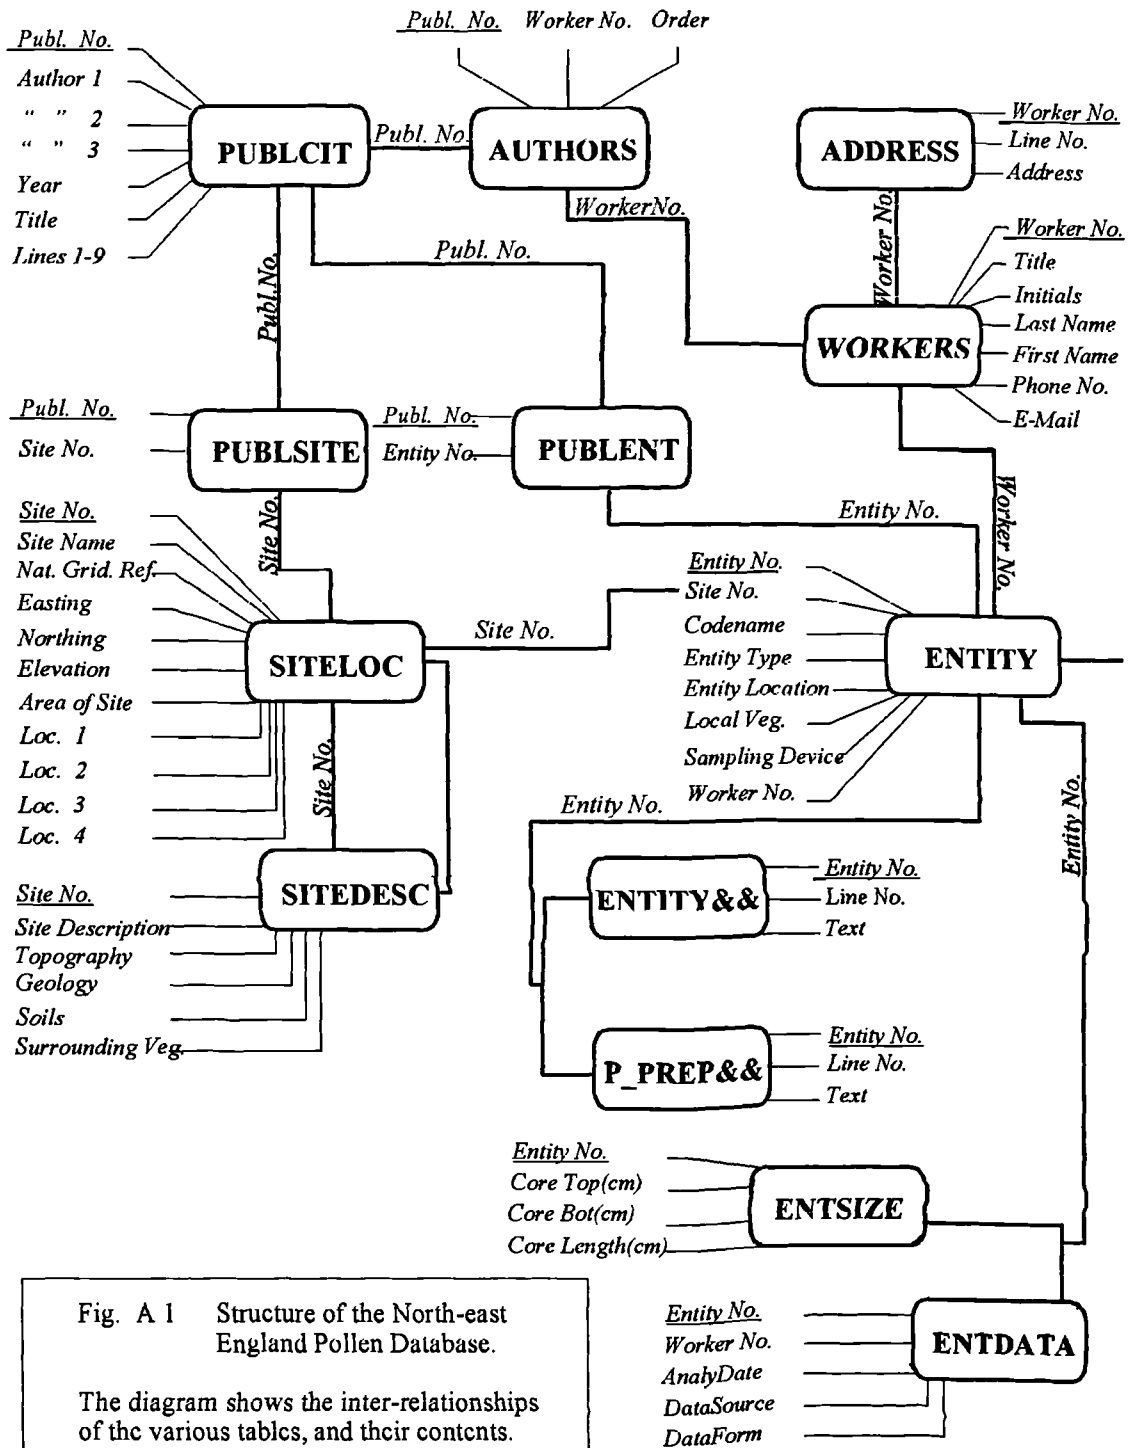 Publ. No.
Author 1
“ ” 2
“ ” 3
Year
Title
Lines 1-9
PUBLCIT
Publ. No.
Publ. No. Worker No. Order
AUTHORS
WorkerNo.
ADDRESS
Worker No.
Line No.
Address
Worker No.
WORKERS
Worker No.
Title
Initials
Last Name
First Name
Phone No.
E-Mail
Publ.No.
Publ. No.
Publ. No.
Site No.
PUBLSITE
Publ. No.
Entity No.
PUBLENT
Site No.
Entity No.
Worker No.
Site No.
Site Name
Nat. Grid. Ref.
Easting
Northing
Elevation
Area of Site
Loc. 1
Loc. 2
Loc. 3
Loc. 4
SITELOC
Site No.
Entity No.
Site No.
Codename
Entity Type
Entity Location
Local Veg.
Sampling Device
Worker No.
ENTITY
Site No.
Entity No.
Entity No.
Site No.
Site Description
Topography
Geology
Soils
Surrounding Veg.
SITEDESC
ENTITY&&
Entity No.
Line No.
Text
P_PREP&&
Entity No.
Line No.
Text
Entity No.
Core Top(cm)
Core Bot(cm)
Core Length(cm)
ENTSIZE
Entity No.
Worker No.
AnalyDate
DataSource
DataForm
ENTDATA
Fig. A 1 Structure of the North-east
England Pollen Database.
The diagram shows the inter-relationships
of the various tables, and their contents.